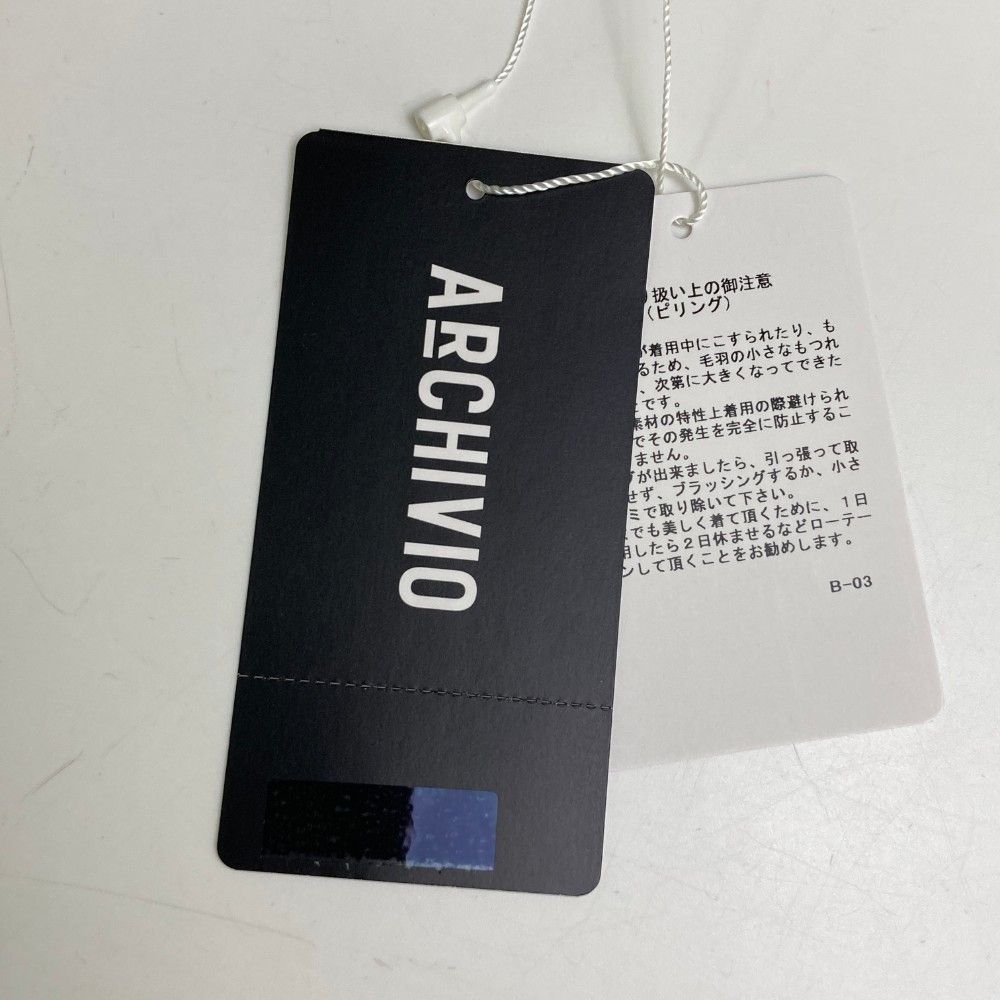 ARCHIVO
り扱い上の御注意
（ピリング）
が着用中にこすられたり、も
るため、毛羽の小さなもつれ
、次第に大きくなってできた
とです。
素材の特性上着用の際避けられ
でその発生を完全に防止するこ
ません。
グが出来ましたら、引っ張って取
せず、ブラッシングするか、小さ
ミで取り除いて下さい。
でも美しく着て頂くために、１日
用したら２日休ませるなどローテー
ンして頂くことをお勧めします。
B-03